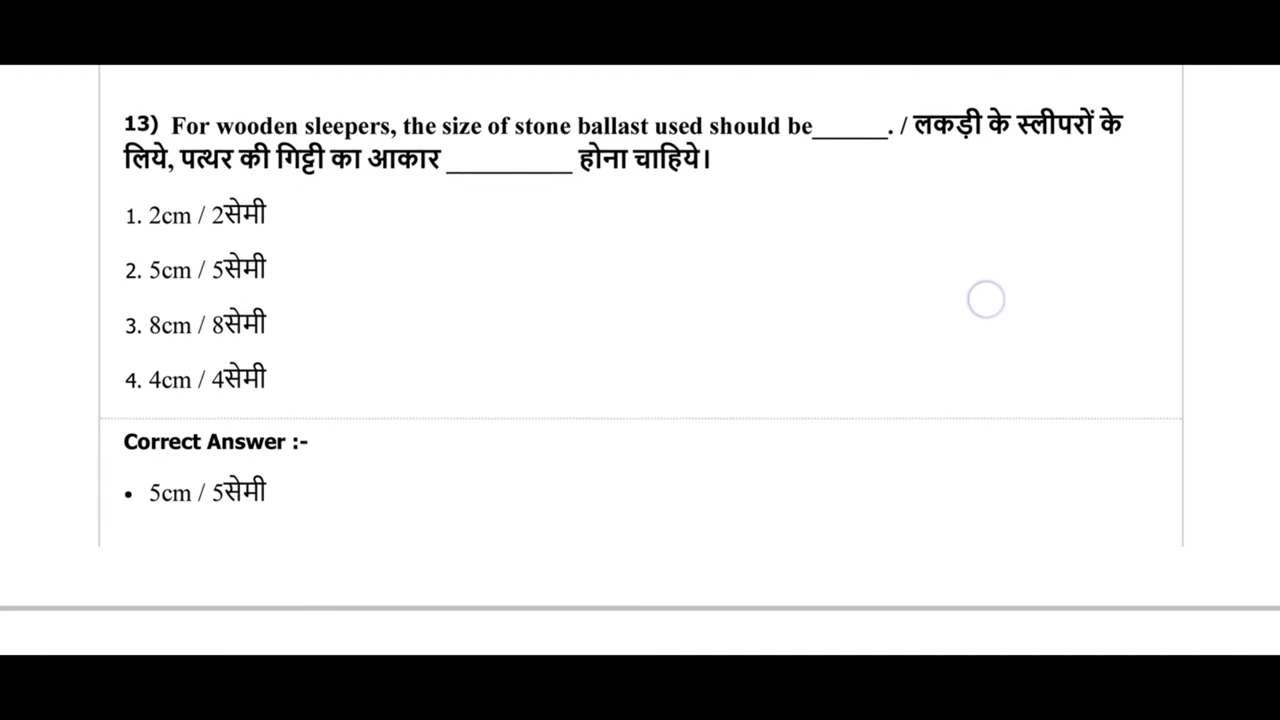 13) For wooden sleepers, the size of stone ballast used should be______. / लकड़ी के स्लीपरों के
लिये, पत्थर की गिट्टी का आकार __________ होना चाहिये।
1. 2cm / 2सेमी
2. 5cm / 5सेमी
3. 8cm / 8सेमी
4. 4cm / 4सेमी
Correct Answer :-
• 5cm / 5सेमी